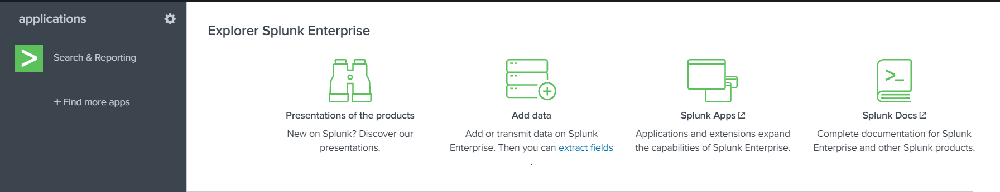 applications
Search & Reporting
+ Find more apps
Explorer Splunk Enterprise
Presentations of the products
New on Splunk? Discover our
presentations.
Add data
Add or transmit data on Splunk
Enterprise. Then you can extract fields
.
Splunk Apps
Applications and extensions expand
the capabilities of Splunk Enterprise.
Splunk Docs
Complete documentation for Splunk
Enterprise and other Splunk products.